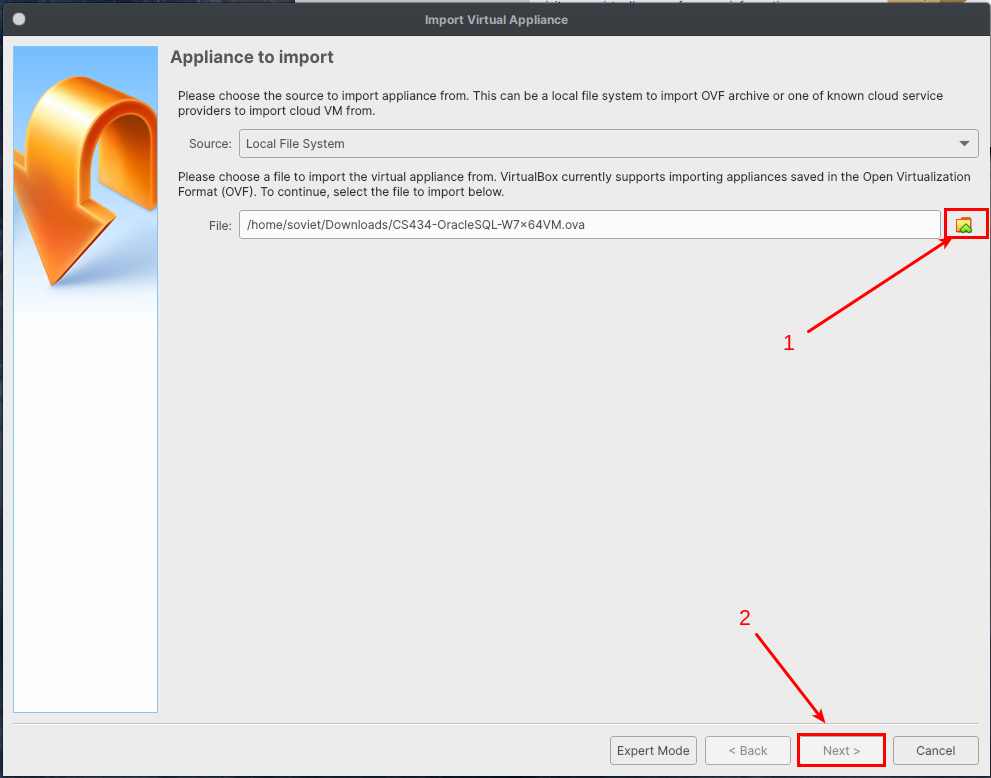 Import Virtual Appliance
Appliance to import
Please choose the source to import appliance from. This can be a local file system to import OVF archive or one of known cloud service
providers to import cloud VM from.
Source: Local File System
Please choose a file to import the virtual appliance from. VirtualBox currently supports importing appliances saved in the Open Virtualization
Format (OVF). To continue, select the file to import below.
File: /home/soviet/Downloads/CS434-OracleSQL-W7×64VM.ova
1
2
Expert Mode < Back Next > Cancel